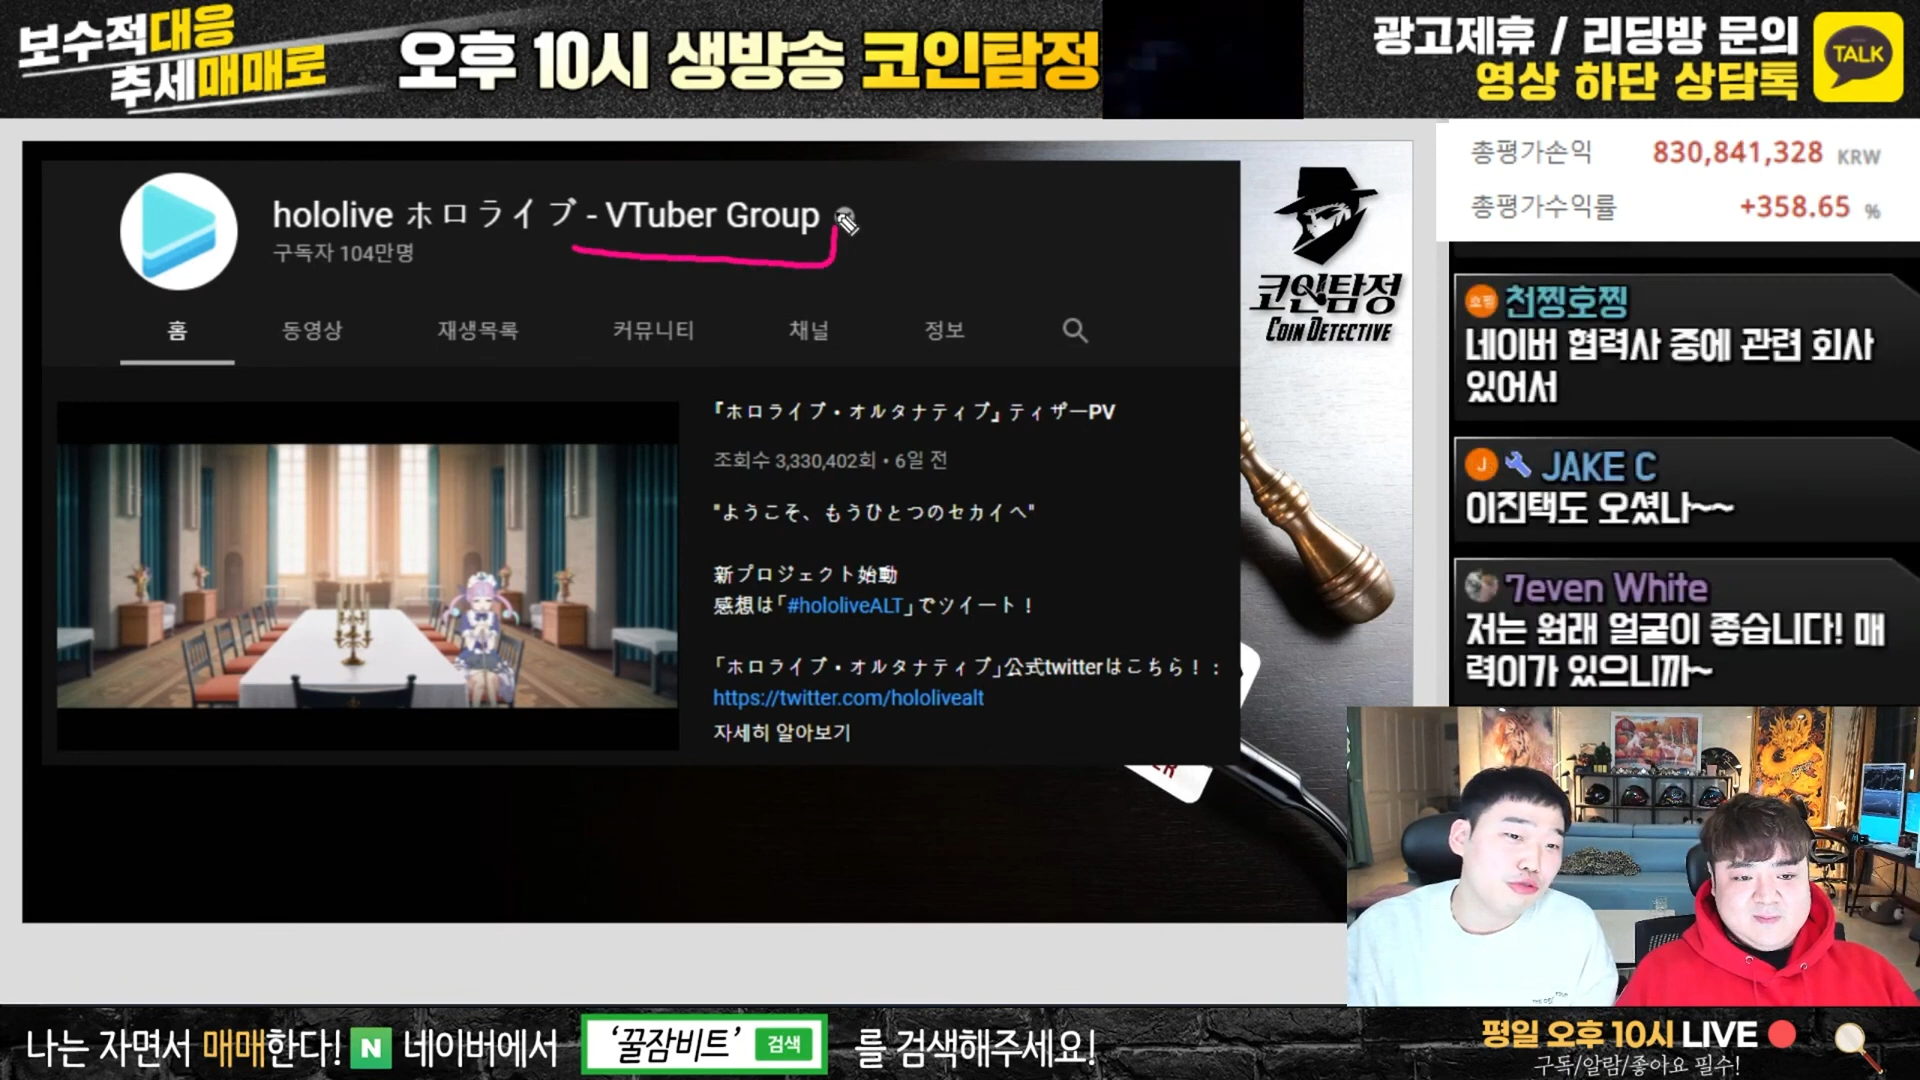 보수적대응
추세매매로
오후 10시 생방송 코인탐정
광고제휴 / 리딩방 문의
영상 하단 상담톡
TALK
총평가손익 830,841,328 KRW
총평가수익률 +358.65 %
hololive ホロライブ - VTuber Group
구독자 104만명
홈 동영상 재생목록 커뮤니티 채널 정보
『ホロライブ・オルタナティブ』ティザーPV
조회수 3,330,402회 • 6일 전
"ようこそ、もうひとつのセカイへ"
新プロジェクト始動
感想は「#hololiveALT」でツイート！
「ホロライブ・オルタナティブ」公式twitterはこちら！：
https://twitter.com/hololivealt
자세히 알아보기
코인탐정
COIN DETECTIVE
호찡 천찡호찡
네이버 협력사 중에 관련 회사
있어서
J JAKE C
이진택도 오셨나~~
7even White
저는 원래 얼굴이 좋습니다! 매
력이가 있으니까~
나는 자면서 매매한다! N 네이버에서 '꿀잠비트' 검색 를 검색해주세요!
평일 오후 10시 LIVE
구독/알람/좋아요 필수!